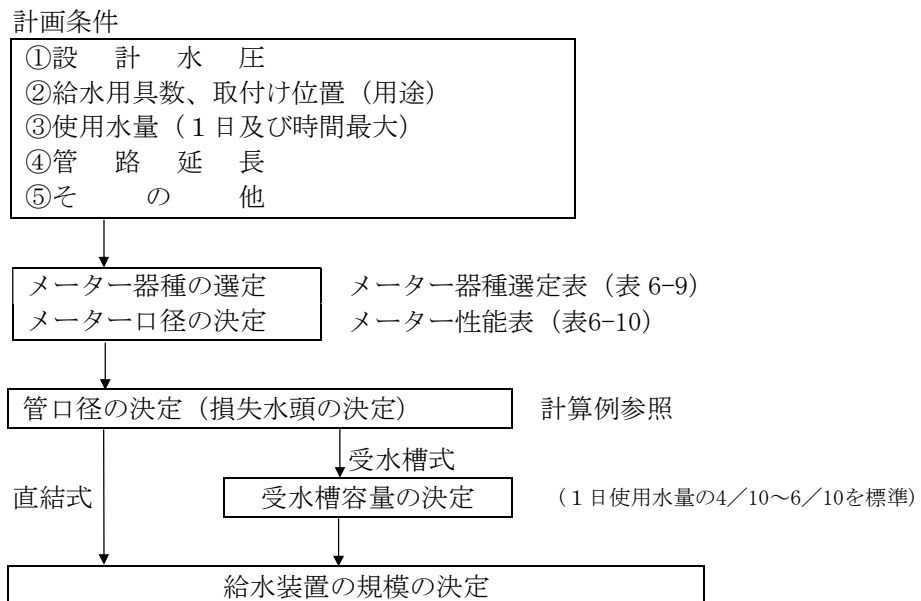 計画条件
①設 計 水 圧
②給水用具数、取付け位置（用途）
③使用水量（１日及び時間最大）
④管 路 延 長
⑤そ の 他
メーター器種の選定 メーター器種選定表（表 6-9）
メーター口径の決定 メーター性能表（表6-10）
管口径の決定（損失水頭の決定） 計算例参照
受水槽式
直結式 受水槽容量の決定 （１日使用水量の4／10～6／10を標準）
給水装置の規模の決定